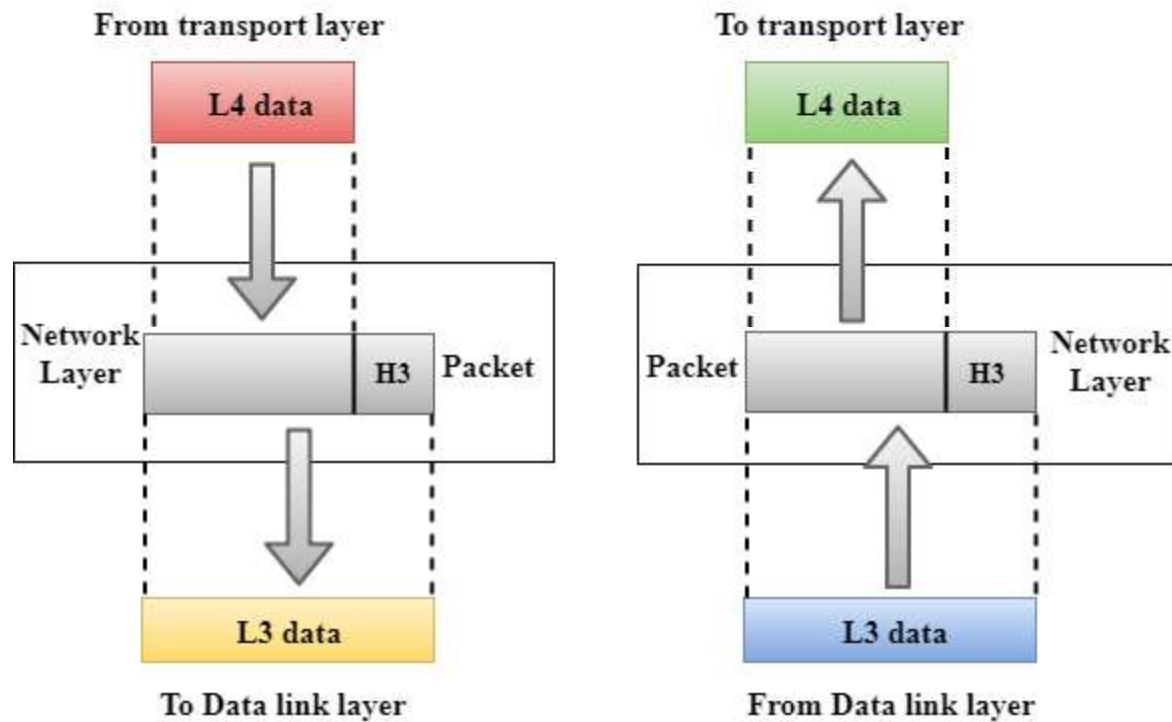 From transport layer
L4 data
Network
Layer
H3
Packet
L3 data
To Data link layer
To transport layer
L4 data
Packet
H3
Network
Layer
L3 data
From Data link layer